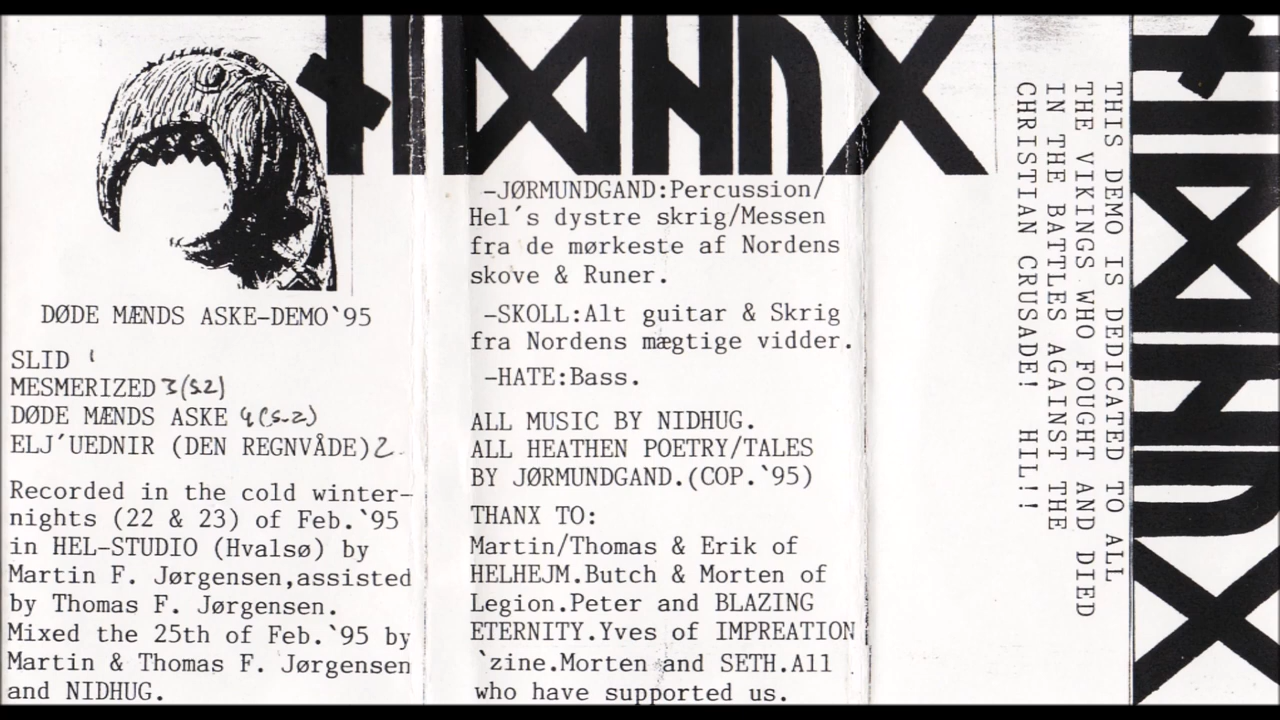 ᚾᛁᛞᚺᚢᚷ
DØDE MÆNDS ASKE-DEMO`95
SLID 1
MESMERIZED 3 (s.2)
DØDE MÆNDS ASKE 4 (s.2)
ELJ´UEDNIR (DEN REGNVÅDE) 2
Recorded in the cold winter-
nights (22 & 23) of Feb.`95
in HEL-STUDIO (Hvalsø) by
Martin F. Jørgensen,assisted
by Thomas F. Jørgensen.
Mixed the 25th of Feb.`95 by
Martin & Thomas F. Jørgensen
and NIDHUG.
-JØRMUNDGAND:Percussion/
Hel´s dystre skrig/Messen
fra de mørkeste af Nordens
skove & Runer.
-SKOLL:Alt guitar & Skrig
fra Nordens mægtige vidder.
-HATE:Bass.
ALL MUSIC BY NIDHUG.
ALL HEATHEN POETRY/TALES
BY JØRMUNDGAND.(COP.`95)
THANX TO:
Martin/Thomas & Erik of
HELHEJM.Butch & Morten of
Legion.Peter and BLAZING
ETERNITY.Yves of IMPREATION
`zine.Morten and SETH.All
who have supported us.
THIS DEMO IS DEDICATED TO ALL
THE VIKINGS WHO FOUGHT AND DIED
IN THE BATTLES AGAINST THE
CHRISTIAN CRUSADE! HIL!!
ᚾᛁᛞᚺᚢᚷ